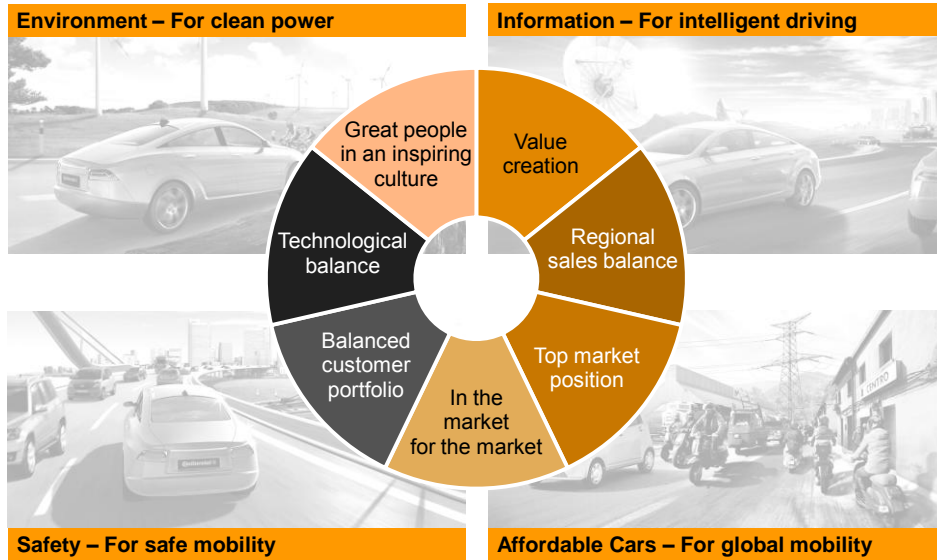 Environment – For clean power
Information – For intelligent driving
Great people
in an inspiring
culture
Value
creation
Technological
balance
Regional
sales balance
Balanced
customer
portfolio
Top market
position
In the
market
for the market
CENTRO
Continental
Safety – For safe mobility
Affordable Cars – For global mobility